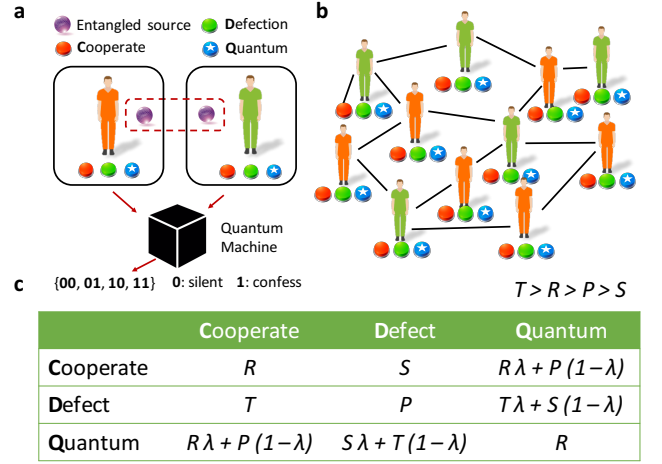 a
Entangled source
Defection
Cooperate
Quantum
Quantum
Machine
{00, 01, 10, 11} 0: silent 1: confess
b
c
T > R > P > S
Cooperate Defect Quantum
Cooperate R S R λ + P (1 – λ)
Defect T P T λ + S (1 – λ)
Quantum R λ + P (1 – λ) S λ + T (1 – λ) R